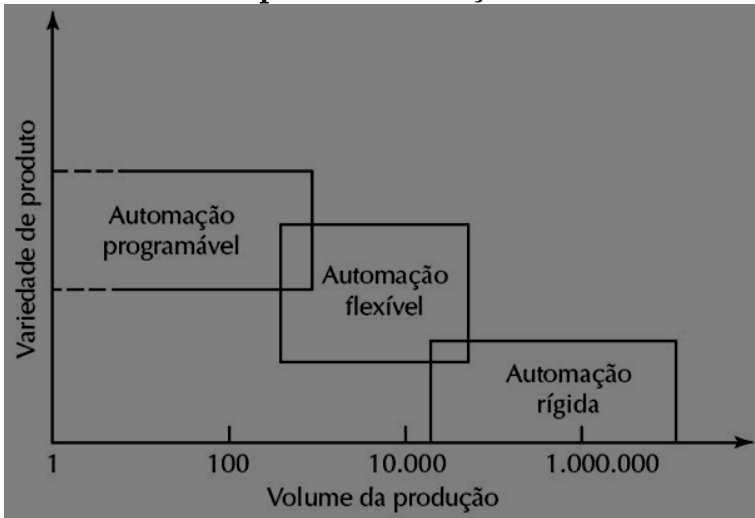 Variedade de produto
Automação
programável
Automação
flexível
Automação
rígida
1
100
10.000
1.000.000
Volume da produção